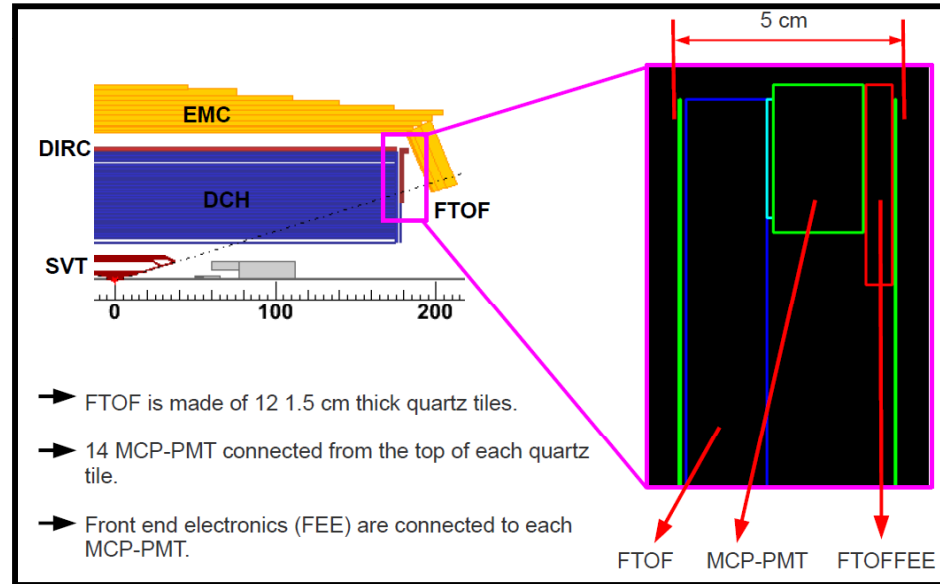 5 cm
EMC
DIRC
DCH
FTOF
SVT
0 100 200
FTOF is made of 12 1.5 cm thick quartz tiles.
14 MCP-PMT connected from the top of each quartz
tile.
Front end electronics (FEE) are connected to each
MCP-PMT.
FTOF MCP-PMT FTOFFEE